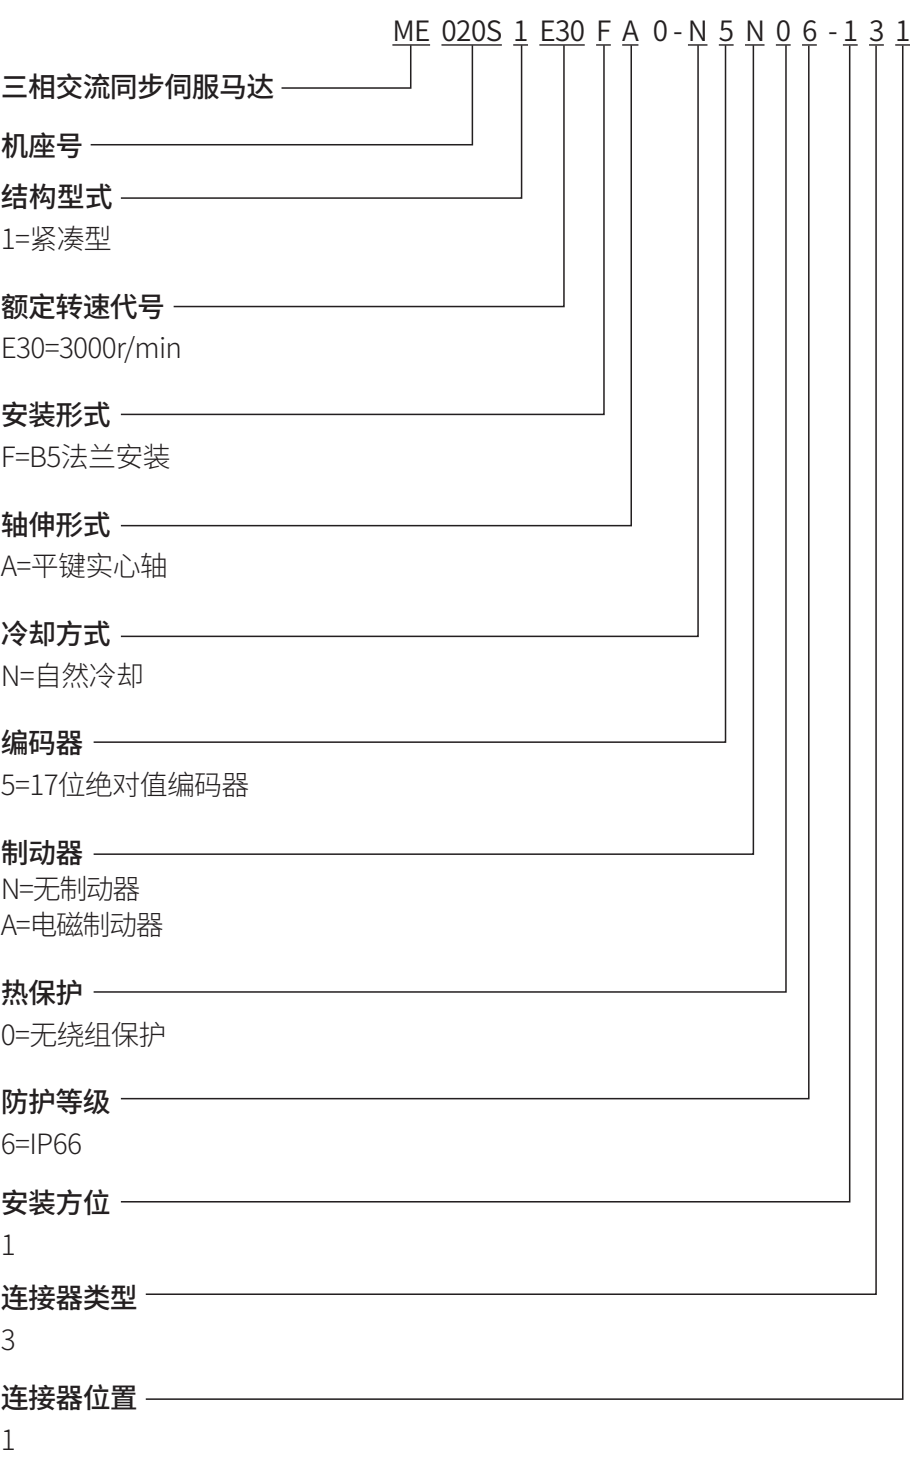 ME 020S 1 E30 F A 0 - N 5 N 0 6 - 1 3 1
三相交流同步伺服马达
机座号
结构型式
1=紧凑型
额定转速代号
E30=3000r/min
安装形式
F=B5法兰安装
轴伸形式
A=平键实心轴
冷却方式
N=自然冷却
编码器
5=17位绝对值编码器
制动器
N=无制动器
A=电磁制动器
热保护
0=无绕组保护
防护等级
6=IP66
安装方位
1
连接器类型
3
连接器位置
1